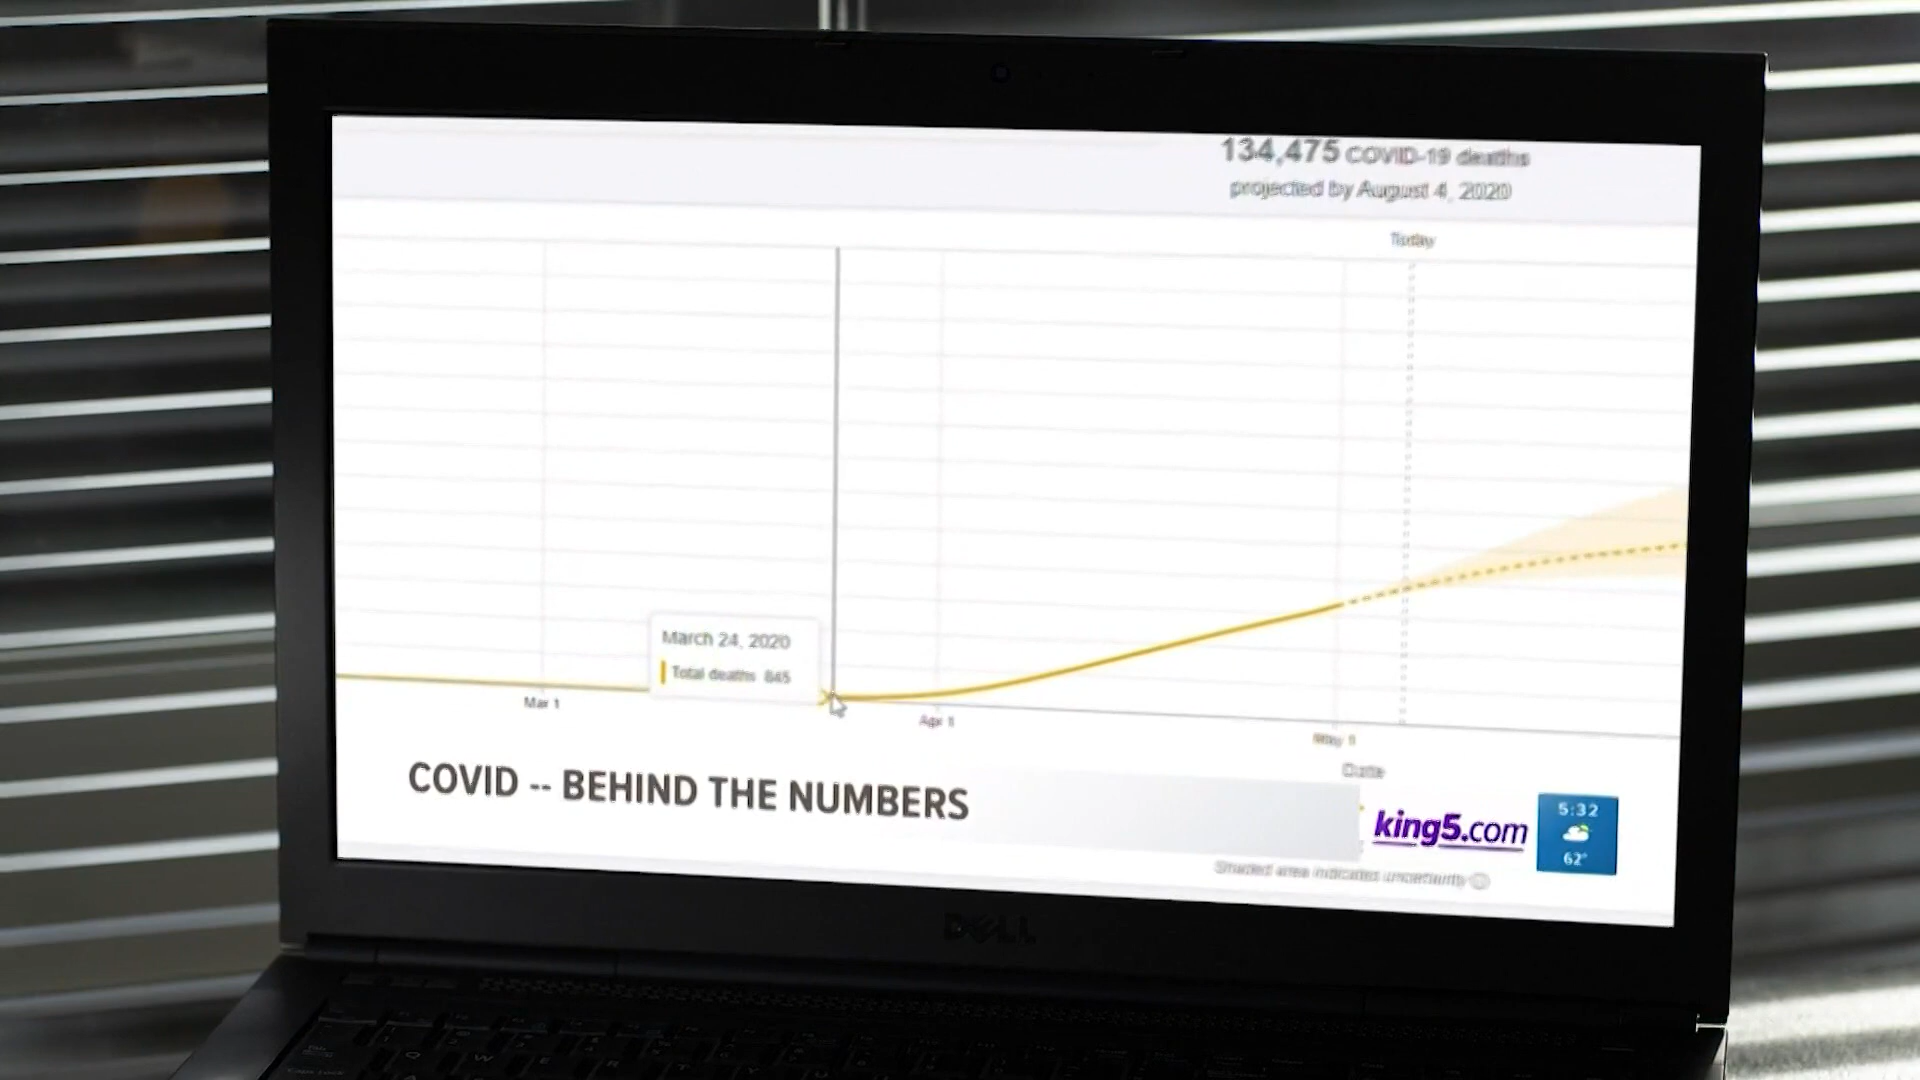 134,475 COVID-19 deaths
projected by August 4, 2020
Today
March 24, 2020
Total deaths 845
Mar 1
Apr 1
May 1
Date
COVID -- BEHIND THE NUMBERS
king5.com
5:32
62°
Shaded area indicates uncertainty
DELL
Q W E R T